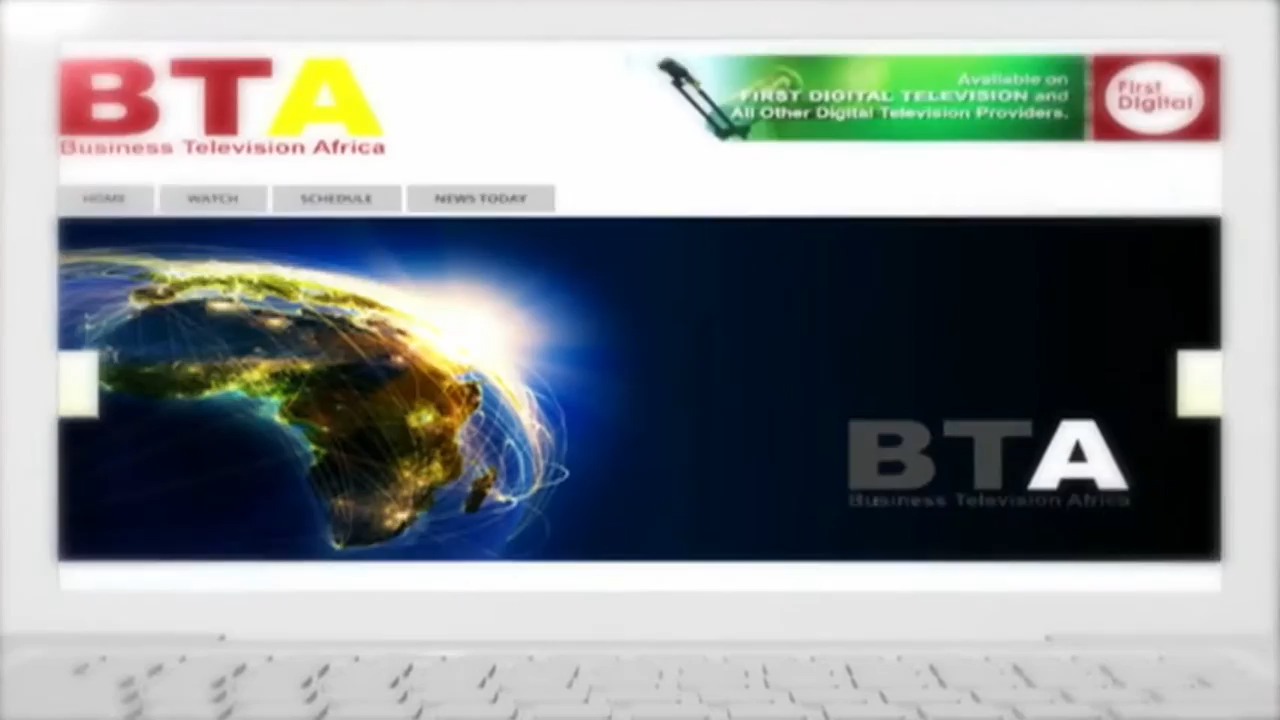 BTA
Business Television Africa
Available on
FIRST DIGITAL TELEVISION and
All Other Digital Television Providers.
First
Digital
HOME
WATCH
SCHEDULE
NEWS TODAY
BTA
Business Television Africa